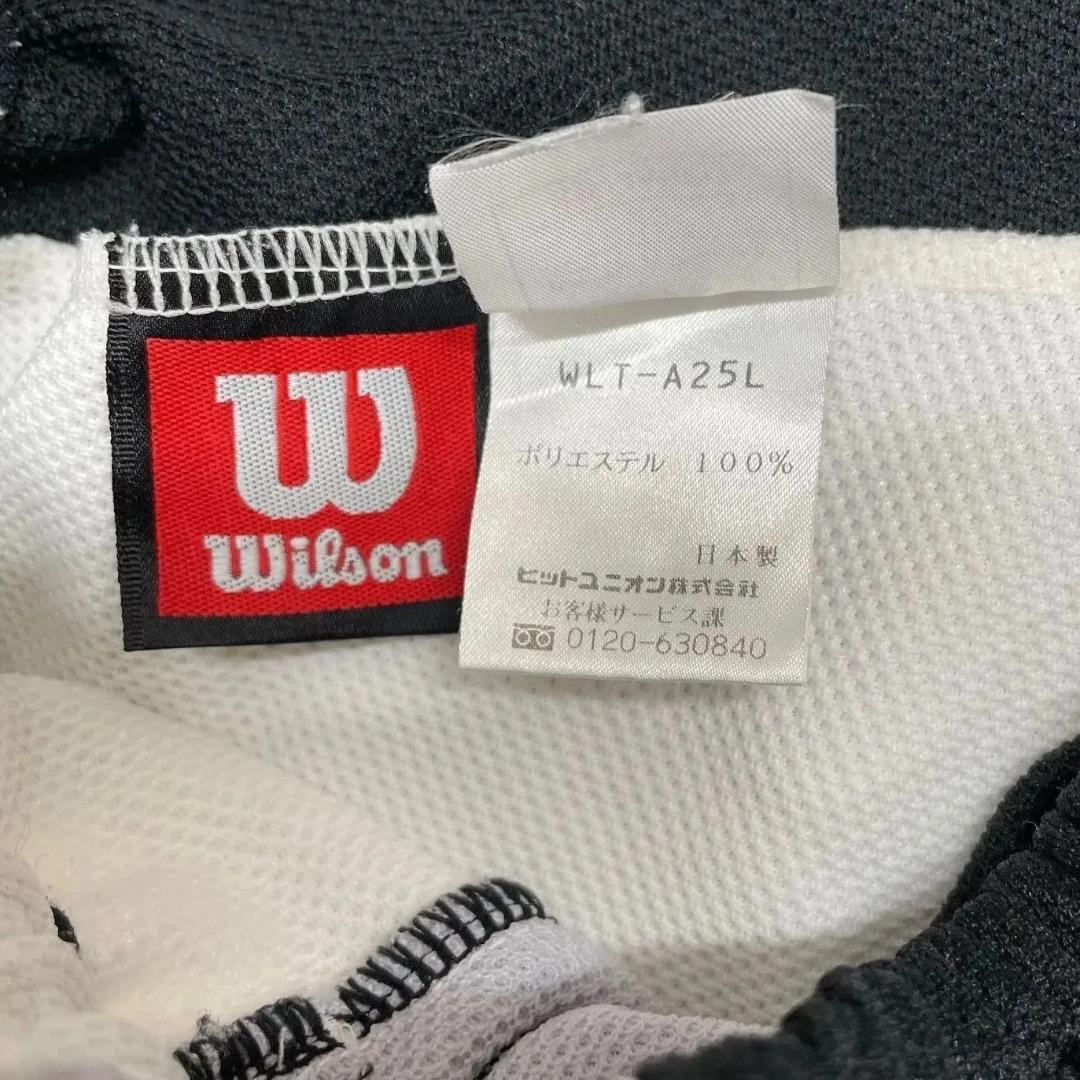 W
Wilson
WLT-A25L
ポリエステル 100%
日本製
ヒットユニオン株式会社
お客様サービス課
0120-630840